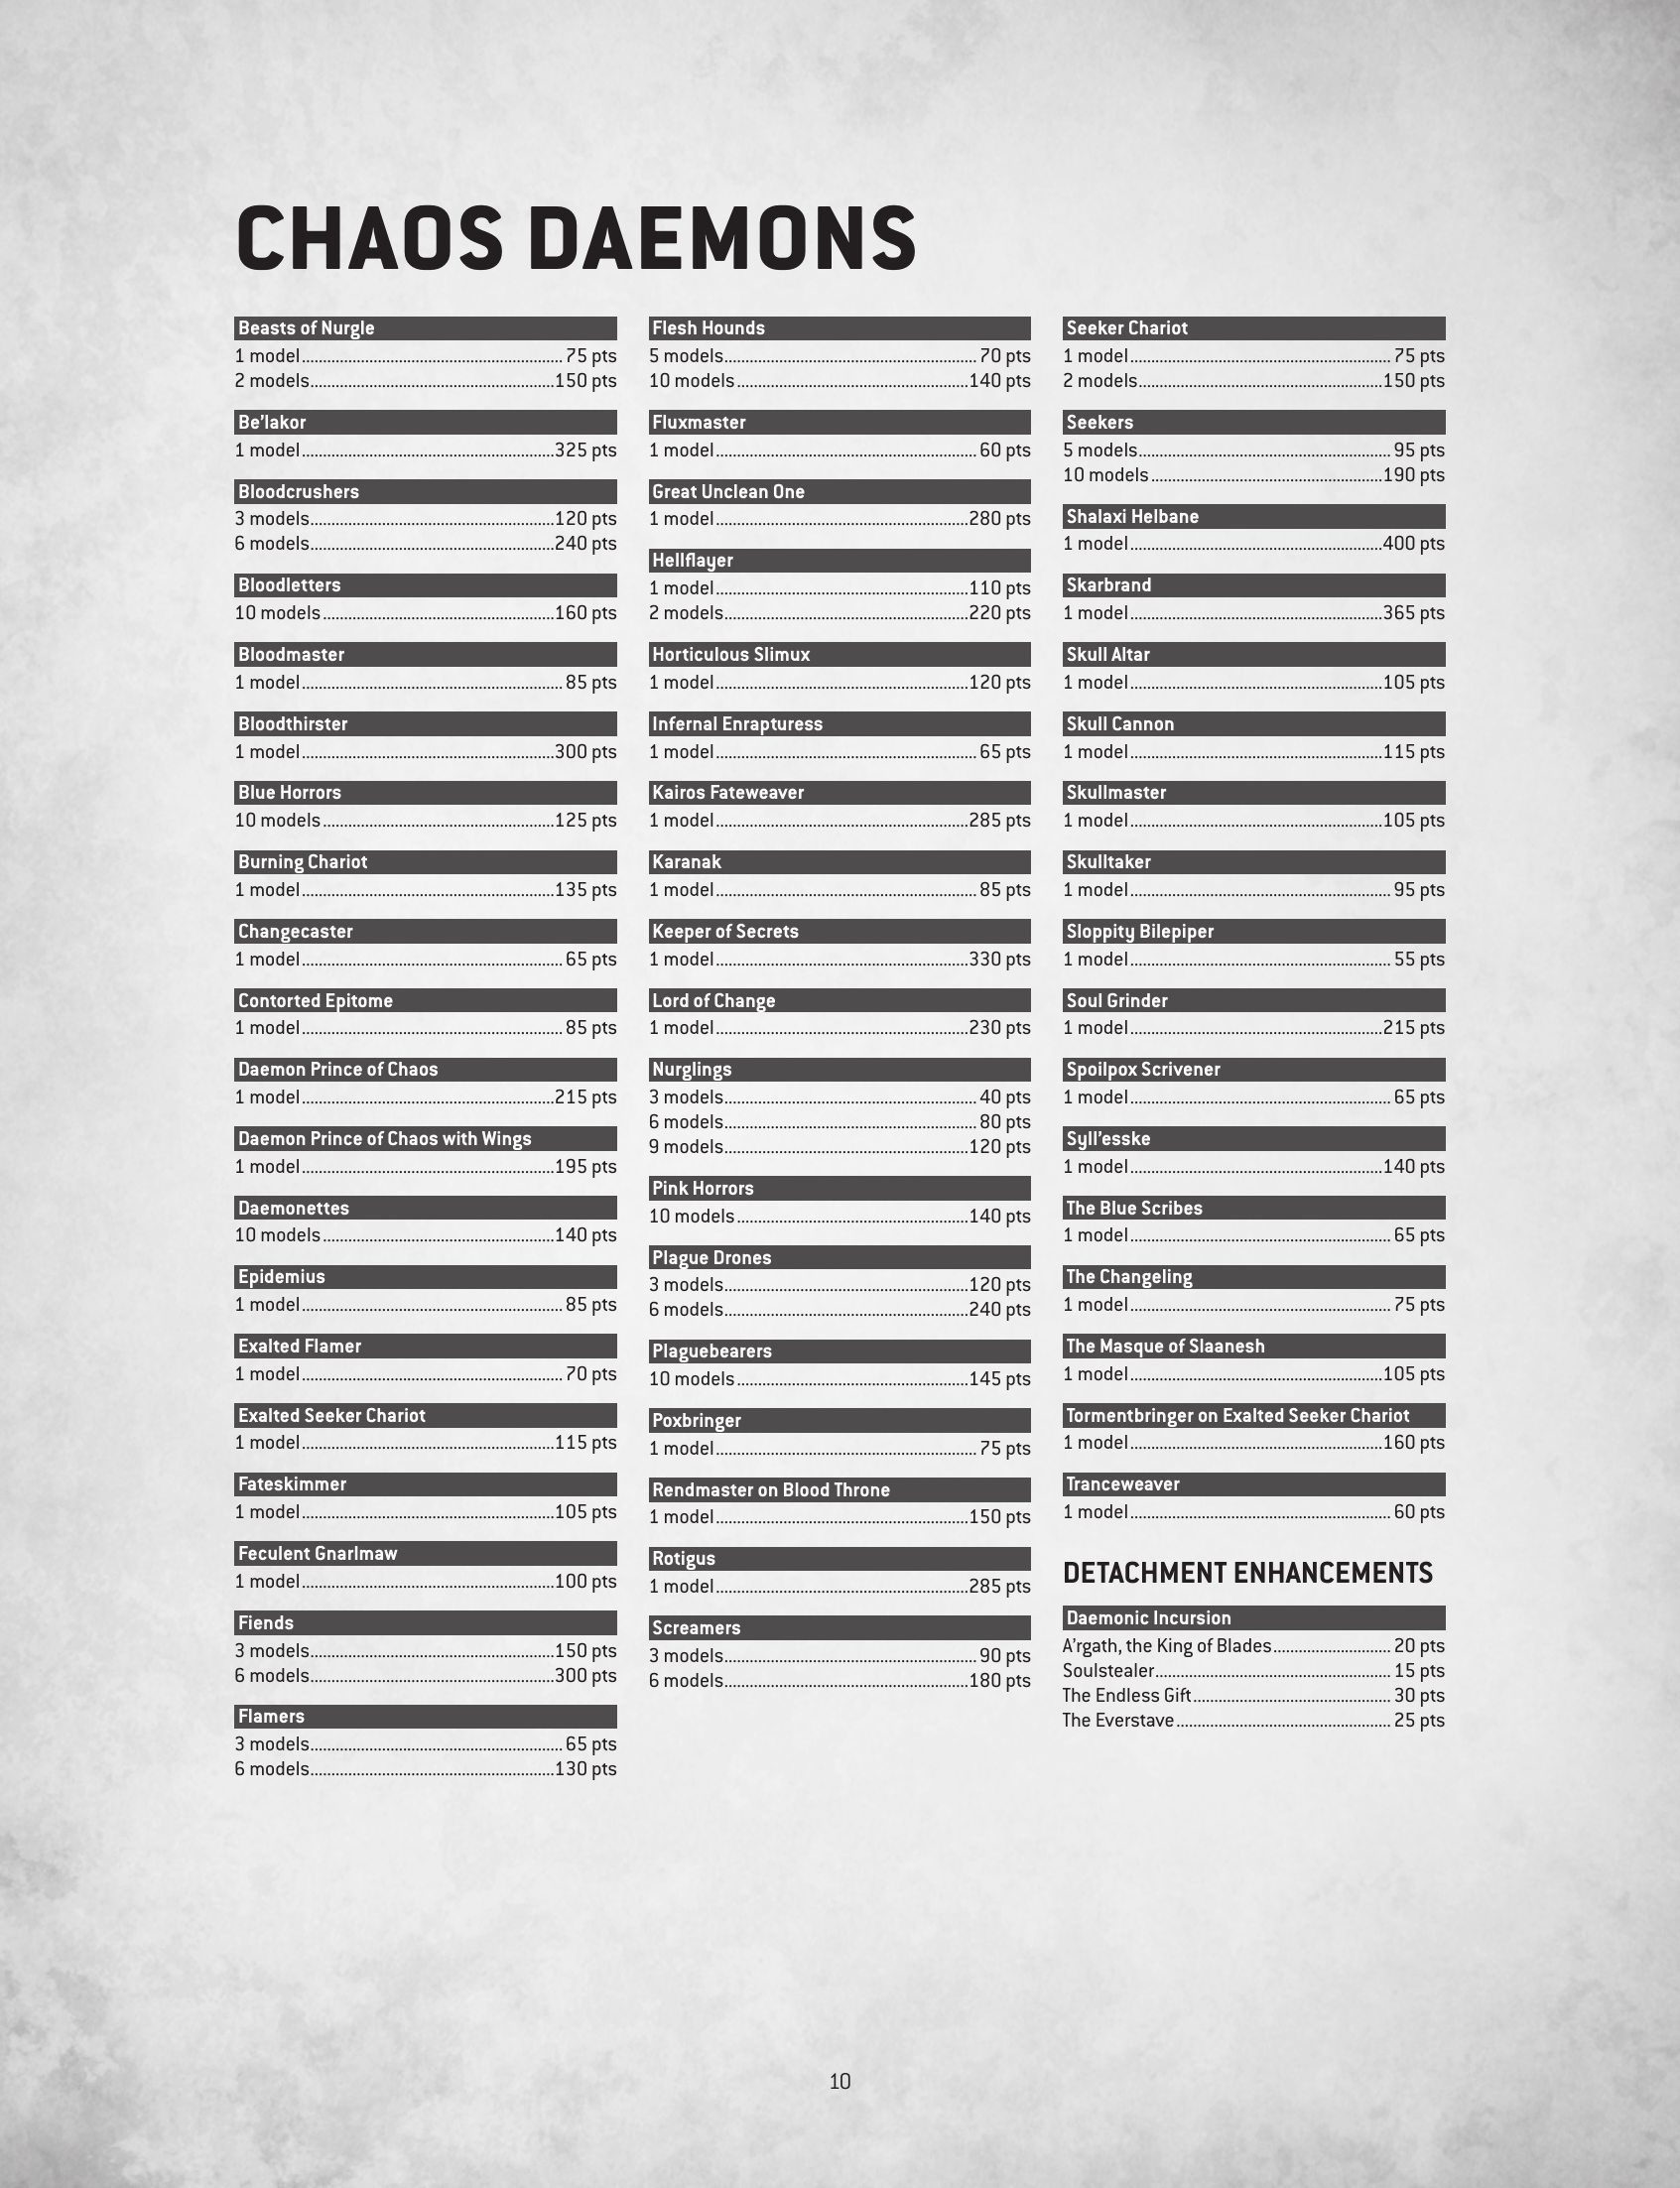 CHAOS DAEMONS
Beasts of Nurgle
1 model 75 pts
2 models 150 pts
Be’lakor
1 model 325 pts
Bloodcrushers
3 models 120 pts
6 models 240 pts
Bloodletters
10 models 160 pts
Bloodmaster
1 model 85 pts
Bloodthirster
1 model 300 pts
Blue Horrors
10 models 125 pts
Burning Chariot
1 model 135 pts
Changecaster
1 model 65 pts
Contorted Epitome
1 model 85 pts
Daemon Prince of Chaos
1 model 215 pts
Daemon Prince of Chaos with Wings
1 model 195 pts
Daemonettes
10 models 140 pts
Epidemius
1 model 85 pts
Exalted Flamer
1 model 70 pts
Exalted Seeker Chariot
1 model 115 pts
Fateskimmer
1 model 105 pts
Feculent Gnarlmaw
1 model 100 pts
Fiends
3 models 150 pts
6 models 300 pts
Flamers
3 models 65 pts
6 models 130 pts
Flesh Hounds
5 models 70 pts
10 models 140 pts
Fluxmaster
1 model 60 pts
Great Unclean One
1 model 280 pts
Hellflayer
1 model 110 pts
2 models 220 pts
Horticulous Slimux
1 model 120 pts
Infernal Enrapturess
1 model 65 pts
Kairos Fateweaver
1 model 285 pts
Karanak
1 model 85 pts
Keeper of Secrets
1 model 330 pts
Lord of Change
1 model 230 pts
Nurglings
3 models 40 pts
6 models 80 pts
9 models 120 pts
Pink Horrors
10 models 140 pts
Plague Drones
3 models 120 pts
6 models 240 pts
Plaguebearers
10 models 145 pts
Poxbringer
1 model 75 pts
Rendmaster on Blood Throne
1 model 150 pts
Rotigus
1 model 285 pts
Screamers
3 models 90 pts
6 models 180 pts
Seeker Chariot
1 model 75 pts
2 models 150 pts
Seekers
5 models 95 pts
10 models 190 pts
Shalaxi Helbane
1 model 400 pts
Skarbrand
1 model 365 pts
Skull Altar
1 model 105 pts
Skull Cannon
1 model 115 pts
Skullmaster
1 model 105 pts
Skulltaker
1 model 95 pts
Sloppity Bilepiper
1 model 55 pts
Soul Grinder
1 model 215 pts
Spoilpox Scrivener
1 model 65 pts
Syll’esske
1 model 140 pts
The Blue Scribes
1 model 65 pts
The Changeling
1 model 75 pts
The Masque of Slaanesh
1 model 105 pts
Tormentbringer on Exalted Seeker Chariot
1 model 160 pts
Tranceweaver
1 model 60 pts
DETACHMENT ENHANCEMENTS
Daemonic Incursion
A’rgath, the King of Blades 20 pts
Soulstealer 15 pts
The Endless Gift 30 pts
The Everstave 25 pts
10